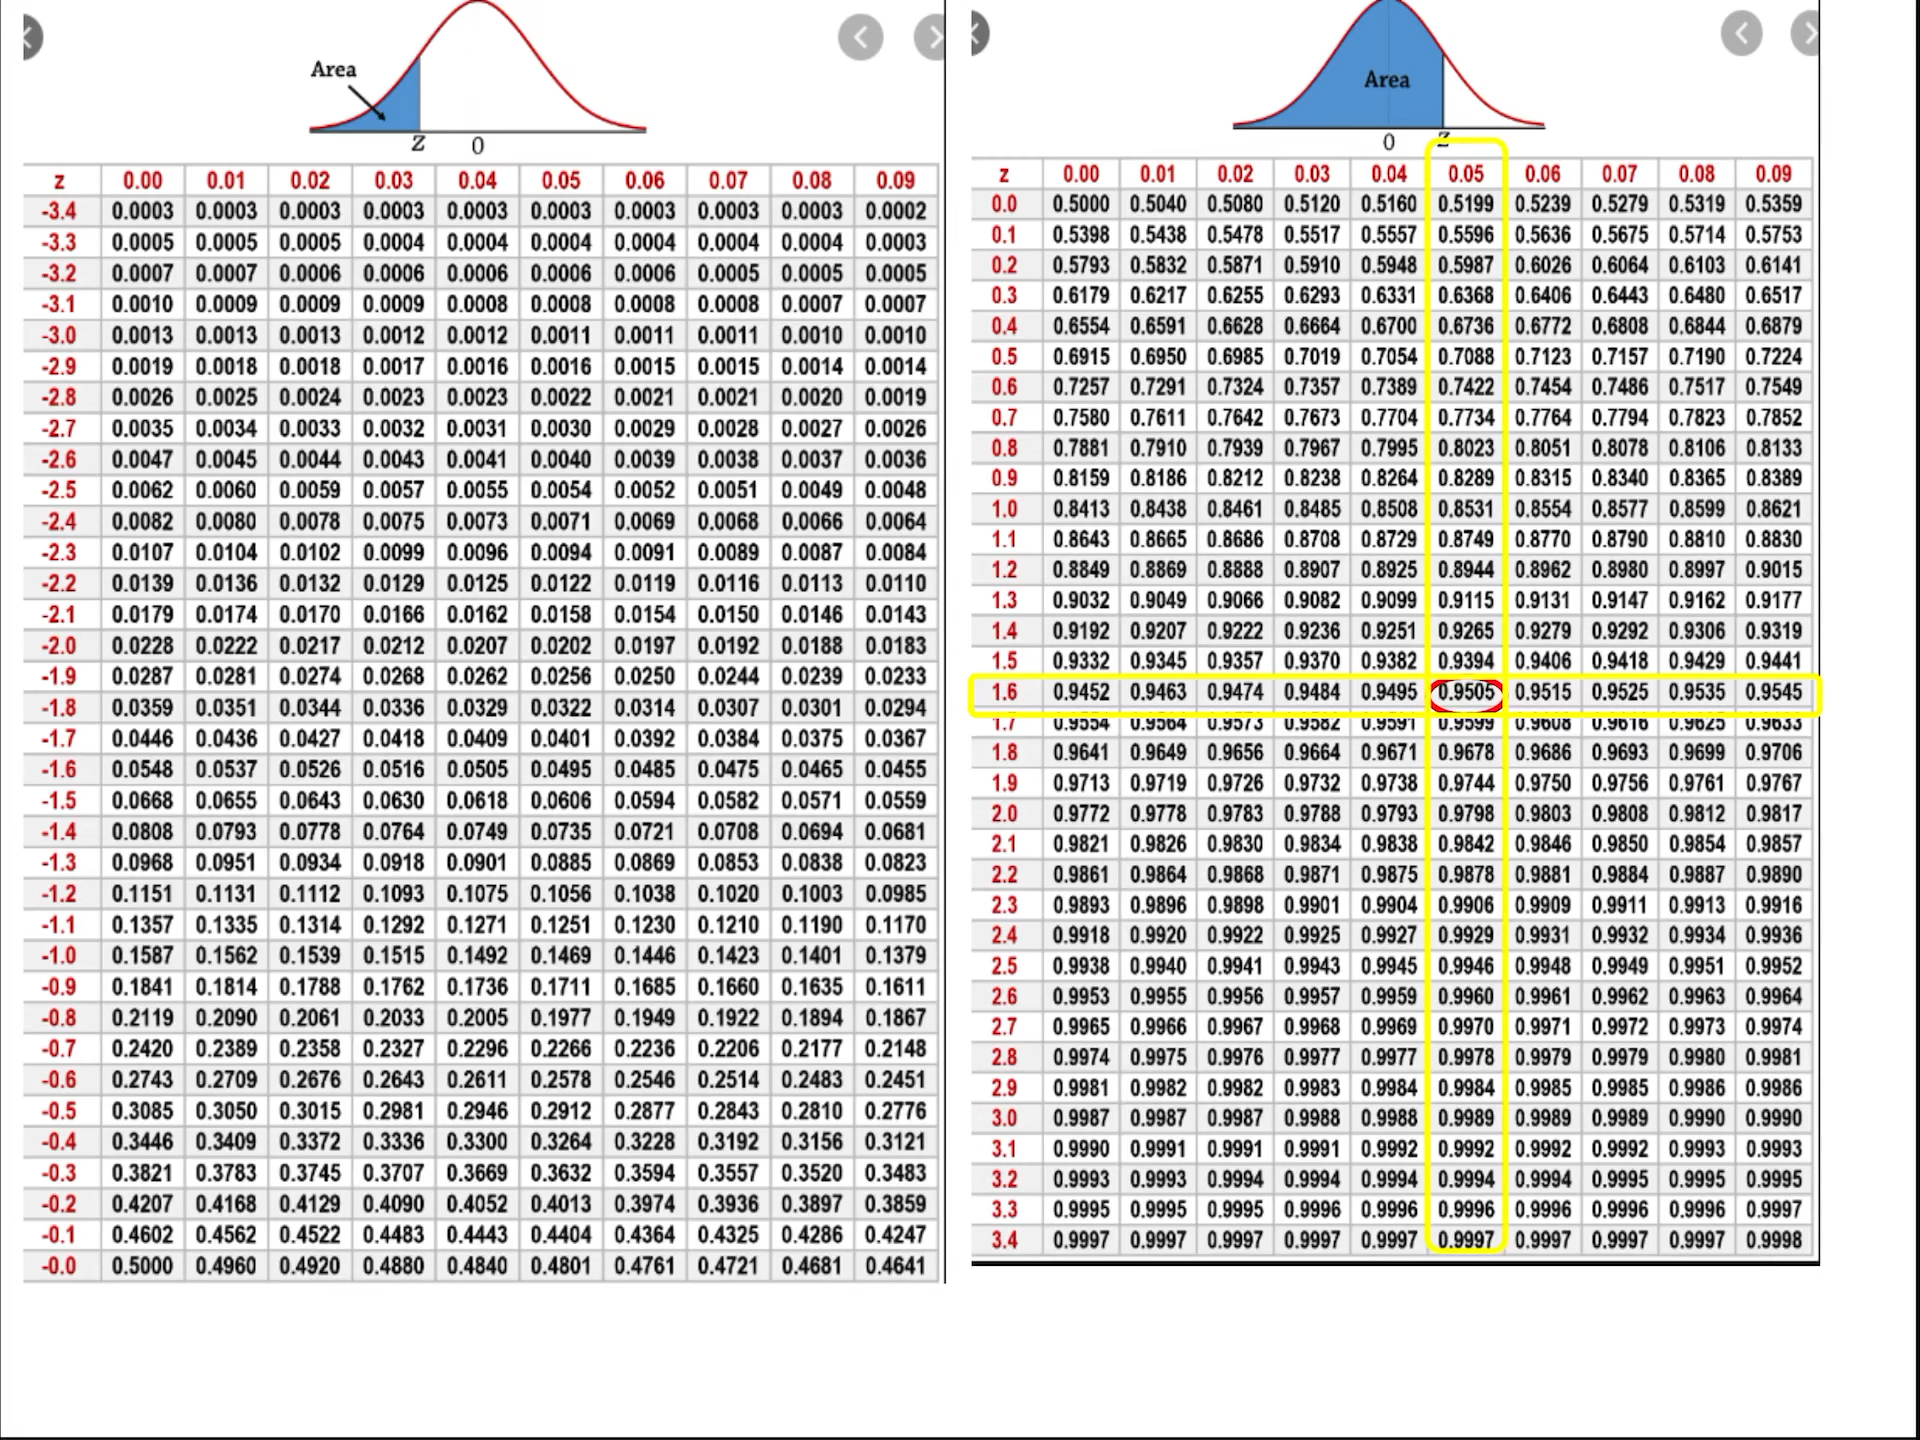 Area
Z 0
z 0.00 0.01 0.02 0.03 0.04 0.05 0.06 0.07 0.08 0.09
-3.4 0.0003 0.0003 0.0003 0.0003 0.0003 0.0003 0.0003 0.0003 0.0003 0.0002
-3.3 0.0005 0.0005 0.0005 0.0004 0.0004 0.0004 0.0004 0.0004 0.0004 0.0003
-3.2 0.0007 0.0007 0.0006 0.0006 0.0006 0.0006 0.0006 0.0005 0.0005 0.0005
-3.1 0.0010 0.0009 0.0009 0.0009 0.0008 0.0008 0.0008 0.0008 0.0007 0.0007
-3.0 0.0013 0.0013 0.0013 0.0012 0.0012 0.0011 0.0011 0.0011 0.0010 0.0010
-2.9 0.0019 0.0018 0.0018 0.0017 0.0016 0.0016 0.0015 0.0015 0.0014 0.0014
-2.8 0.0026 0.0025 0.0024 0.0023 0.0023 0.0022 0.0021 0.0021 0.0020 0.0019
-2.7 0.0035 0.0034 0.0033 0.0032 0.0031 0.0030 0.0029 0.0028 0.0027 0.0026
-2.6 0.0047 0.0045 0.0044 0.0043 0.0041 0.0040 0.0039 0.0038 0.0037 0.0036
-2.5 0.0062 0.0060 0.0059 0.0057 0.0055 0.0054 0.0052 0.0051 0.0049 0.0048
-2.4 0.0082 0.0080 0.0078 0.0075 0.0073 0.0071 0.0069 0.0068 0.0066 0.0064
-2.3 0.0107 0.0104 0.0102 0.0099 0.0096 0.0094 0.0091 0.0089 0.0087 0.0084
-2.2 0.0139 0.0136 0.0132 0.0129 0.0125 0.0122 0.0119 0.0116 0.0113 0.0110
-2.1 0.0179 0.0174 0.0170 0.0166 0.0162 0.0158 0.0154 0.0150 0.0146 0.0143
-2.0 0.0228 0.0222 0.0217 0.0212 0.0207 0.0202 0.0197 0.0192 0.0188 0.0183
-1.9 0.0287 0.0281 0.0274 0.0268 0.0262 0.0256 0.0250 0.0244 0.0239 0.0233
-1.8 0.0359 0.0351 0.0344 0.0336 0.0329 0.0322 0.0314 0.0307 0.0301 0.0294
-1.7 0.0446 0.0436 0.0427 0.0418 0.0409 0.0401 0.0392 0.0384 0.0375 0.0367
-1.6 0.0548 0.0537 0.0526 0.0516 0.0505 0.0495 0.0485 0.0475 0.0465 0.0455
-1.5 0.0668 0.0655 0.0643 0.0630 0.0618 0.0606 0.0594 0.0582 0.0571 0.0559
-1.4 0.0808 0.0793 0.0778 0.0764 0.0749 0.0735 0.0721 0.0708 0.0694 0.0681
-1.3 0.0968 0.0951 0.0934 0.0918 0.0901 0.0885 0.0869 0.0853 0.0838 0.0823
-1.2 0.1151 0.1131 0.1112 0.1093 0.1075 0.1056 0.1038 0.1020 0.1003 0.0985
-1.1 0.1357 0.1335 0.1314 0.1292 0.1271 0.1251 0.1230 0.1210 0.1190 0.1170
-1.0 0.1587 0.1562 0.1539 0.1515 0.1492 0.1469 0.1446 0.1423 0.1401 0.1379
-0.9 0.1841 0.1814 0.1788 0.1762 0.1736 0.1711 0.1685 0.1660 0.1635 0.1611
-0.8 0.2119 0.2090 0.2061 0.2033 0.2005 0.1977 0.1949 0.1922 0.1894 0.1867
-0.7 0.2420 0.2389 0.2358 0.2327 0.2296 0.2266 0.2236 0.2206 0.2177 0.2148
-0.6 0.2743 0.2709 0.2676 0.2643 0.2611 0.2578 0.2546 0.2514 0.2483 0.2451
-0.5 0.3085 0.3050 0.3015 0.2981 0.2946 0.2912 0.2877 0.2843 0.2810 0.2776
-0.4 0.3446 0.3409 0.3372 0.3336 0.3300 0.3264 0.3228 0.3192 0.3156 0.3121
-0.3 0.3821 0.3783 0.3745 0.3707 0.3669 0.3632 0.3594 0.3557 0.3520 0.3483
-0.2 0.4207 0.4168 0.4129 0.4090 0.4052 0.4013 0.3974 0.3936 0.3897 0.3859
-0.1 0.4602 0.4562 0.4522 0.4483 0.4443 0.4404 0.4364 0.4325 0.4286 0.4247
-0.0 0.5000 0.4960 0.4920 0.4880 0.4840 0.4801 0.4761 0.4721 0.4681 0.4641
Area
0 Z
z 0.00 0.01 0.02 0.03 0.04 0.05 0.06 0.07 0.08 0.09
0.0 0.5000 0.5040 0.5080 0.5120 0.5160 0.5199 0.5239 0.5279 0.5319 0.5359
0.1 0.5398 0.5438 0.5478 0.5517 0.5557 0.5596 0.5636 0.5675 0.5714 0.5753
0.2 0.5793 0.5832 0.5871 0.5910 0.5948 0.5987 0.6026 0.6064 0.6103 0.6141
0.3 0.6179 0.6217 0.6255 0.6293 0.6331 0.6368 0.6406 0.6443 0.6480 0.6517
0.4 0.6554 0.6591 0.6628 0.6664 0.6700 0.6736 0.6772 0.6808 0.6844 0.6879
0.5 0.6915 0.6950 0.6985 0.7019 0.7054 0.7088 0.7123 0.7157 0.7190 0.7224
0.6 0.7257 0.7291 0.7324 0.7357 0.7389 0.7422 0.7454 0.7486 0.7517 0.7549
0.7 0.7580 0.7611 0.7642 0.7673 0.7704 0.7734 0.7764 0.7794 0.7823 0.7852
0.8 0.7881 0.7910 0.7939 0.7967 0.7995 0.8023 0.8051 0.8078 0.8106 0.8133
0.9 0.8159 0.8186 0.8212 0.8238 0.8264 0.8289 0.8315 0.8340 0.8365 0.8389
1.0 0.8413 0.8438 0.8461 0.8485 0.8508 0.8531 0.8554 0.8577 0.8599 0.8621
1.1 0.8643 0.8665 0.8686 0.8708 0.8729 0.8749 0.8770 0.8790 0.8810 0.8830
1.2 0.8849 0.8869 0.8888 0.8907 0.8925 0.8944 0.8962 0.8980 0.8997 0.9015
1.3 0.9032 0.9049 0.9066 0.9082 0.9099 0.9115 0.9131 0.9147 0.9162 0.9177
1.4 0.9192 0.9207 0.9222 0.9236 0.9251 0.9265 0.9279 0.9292 0.9306 0.9319
1.5 0.9332 0.9345 0.9357 0.9370 0.9382 0.9394 0.9406 0.9418 0.9429 0.9441
1.6 0.9452 0.9463 0.9474 0.9484 0.9495 0.9505 0.9515 0.9525 0.9535 0.9545
1.7 0.9554 0.9564 0.9573 0.9582 0.9591 0.9599 0.9608 0.9616 0.9625 0.9633
1.8 0.9641 0.9649 0.9656 0.9664 0.9671 0.9678 0.9686 0.9693 0.9699 0.9706
1.9 0.9713 0.9719 0.9726 0.9732 0.9738 0.9744 0.9750 0.9756 0.9761 0.9767
2.0 0.9772 0.9778 0.9783 0.9788 0.9793 0.9798 0.9803 0.9808 0.9812 0.9817
2.1 0.9821 0.9826 0.9830 0.9834 0.9838 0.9842 0.9846 0.9850 0.9854 0.9857
2.2 0.9861 0.9864 0.9868 0.9871 0.9875 0.9878 0.9881 0.9884 0.9887 0.9890
2.3 0.9893 0.9896 0.9898 0.9901 0.9904 0.9906 0.9909 0.9911 0.9913 0.9916
2.4 0.9918 0.9920 0.9922 0.9925 0.9927 0.9929 0.9931 0.9932 0.9934 0.9936
2.5 0.9938 0.9940 0.9941 0.9943 0.9945 0.9946 0.9948 0.9949 0.9951 0.9952
2.6 0.9953 0.9955 0.9956 0.9957 0.9959 0.9960 0.9961 0.9962 0.9963 0.9964
2.7 0.9965 0.9966 0.9967 0.9968 0.9969 0.9970 0.9971 0.9972 0.9973 0.9974
2.8 0.9974 0.9975 0.9976 0.9977 0.9977 0.9978 0.9979 0.9979 0.9980 0.9981
2.9 0.9981 0.9982 0.9982 0.9983 0.9984 0.9984 0.9985 0.9985 0.9986 0.9986
3.0 0.9987 0.9987 0.9987 0.9988 0.9988 0.9989 0.9989 0.9989 0.9990 0.9990
3.1 0.9990 0.9991 0.9991 0.9991 0.9992 0.9992 0.9992 0.9992 0.9993 0.9993
3.2 0.9993 0.9993 0.9994 0.9994 0.9994 0.9994 0.9994 0.9995 0.9995 0.9995
3.3 0.9995 0.9995 0.9995 0.9996 0.9996 0.9996 0.9996 0.9996 0.9996 0.9997
3.4 0.9997 0.9997 0.9997 0.9997 0.9997 0.9997 0.9997 0.9997 0.9997 0.9998